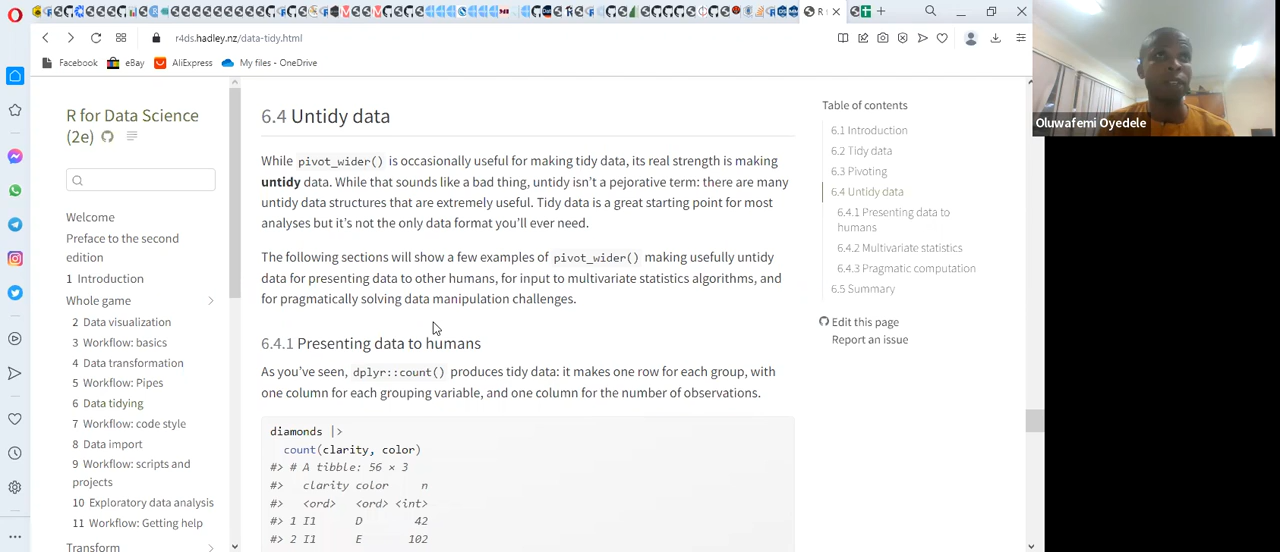 r4ds.hadley.nz/data-tidy.html
Facebook
eBay
AliExpress
My files - OneDrive
R for Data Science
(2e)
Welcome
Preface to the second
edition
1 Introduction
Whole game
2 Data visualization
3 Workflow: basics
4 Data transformation
5 Workflow: Pipes
6 Data tidying
7 Workflow: code style
8 Data import
9 Workflow: scripts and
projects
10 Exploratory data analysis
11 Workflow: Getting help
Transform
6.4 Untidy data
While pivot_wider() is occasionally useful for making tidy data, its real strength is making
untidy data. While that sounds like a bad thing, untidy isn't a pejorative term: there are many
untidy data structures that are extremely useful. Tidy data is a great starting point for most
analyses but it's not the only data format you'll ever need.
The following sections will show a few examples of pivot_wider() making usefully untidy
data for presenting data to other humans, for input to multivariate statistics algorithms, and
for pragmatically solving data manipulation challenges.
6.4.1 Presenting data to humans
As you've seen, dplyr::count() produces tidy data: it makes one row for each group, with
one column for each grouping variable, and one column for the number of observations.
diamonds |>
count(clarity, color)
#> # A tibble: 56 × 3
#> clarity color n
#> <ord> <ord> <int>
#> 1 I1 D 42
#> 2 I1 E 102
Table of contents
6.1 Introduction
6.2 Tidy data
6.3 Pivoting
6.4 Untidy data
6.4.1 Presenting data to
humans
6.4.2 Multivariate statistics
6.4.3 Pragmatic computation
6.5 Summary
Edit this page
Report an issue
Oluwafemi Oyedele